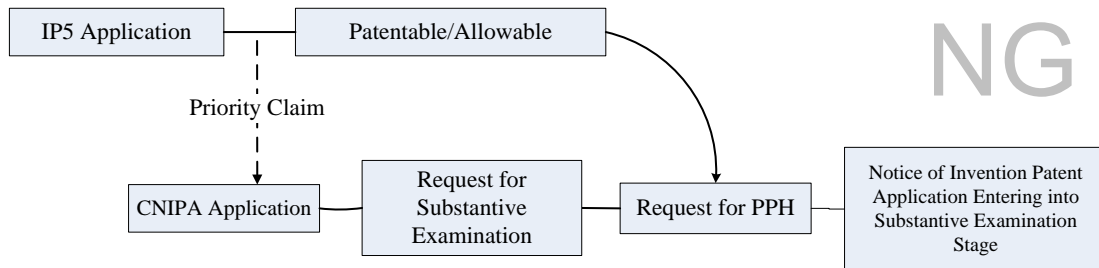 IP5 Application
Patentable/Allowable
NG
Priority Claim
CNIPA Application
Request for
Substantive
Examination
Request for PPH
Notice of Invention Patent
Application Entering into
Substantive Examination
Stage